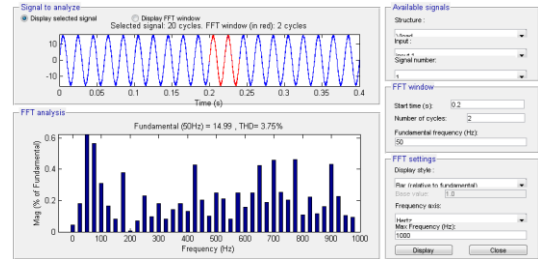 Signal to analyze
Display selected signal
Display FFT window
Selected signal: 20 cycles. FFT window (in red): 2 cycles
10
0
-10
0 0.05 0.1 0.15 0.2 0.25 0.3 0.35 0.4
Time (s)
FFT analysis
Fundamental (50Hz) = 14.99 , THD= 3.75%
Mag (% of Fundamental)
0.6
0.4
0.2
0
0 100 200 300 400 500 600 700 800 900 1000
Frequency (Hz)
Available signals
Structure :
Input :
Signal number:
FFT window
Start time (s): 0.2
Number of cycles: 2
Fundamental frequency (Hz):
50
FFT settings
Display style :
Bar (relative to fundamental)
Base value: 1.0
Frequency axis:
Hertz
Max Frequency (Hz):
1000
Display
Close